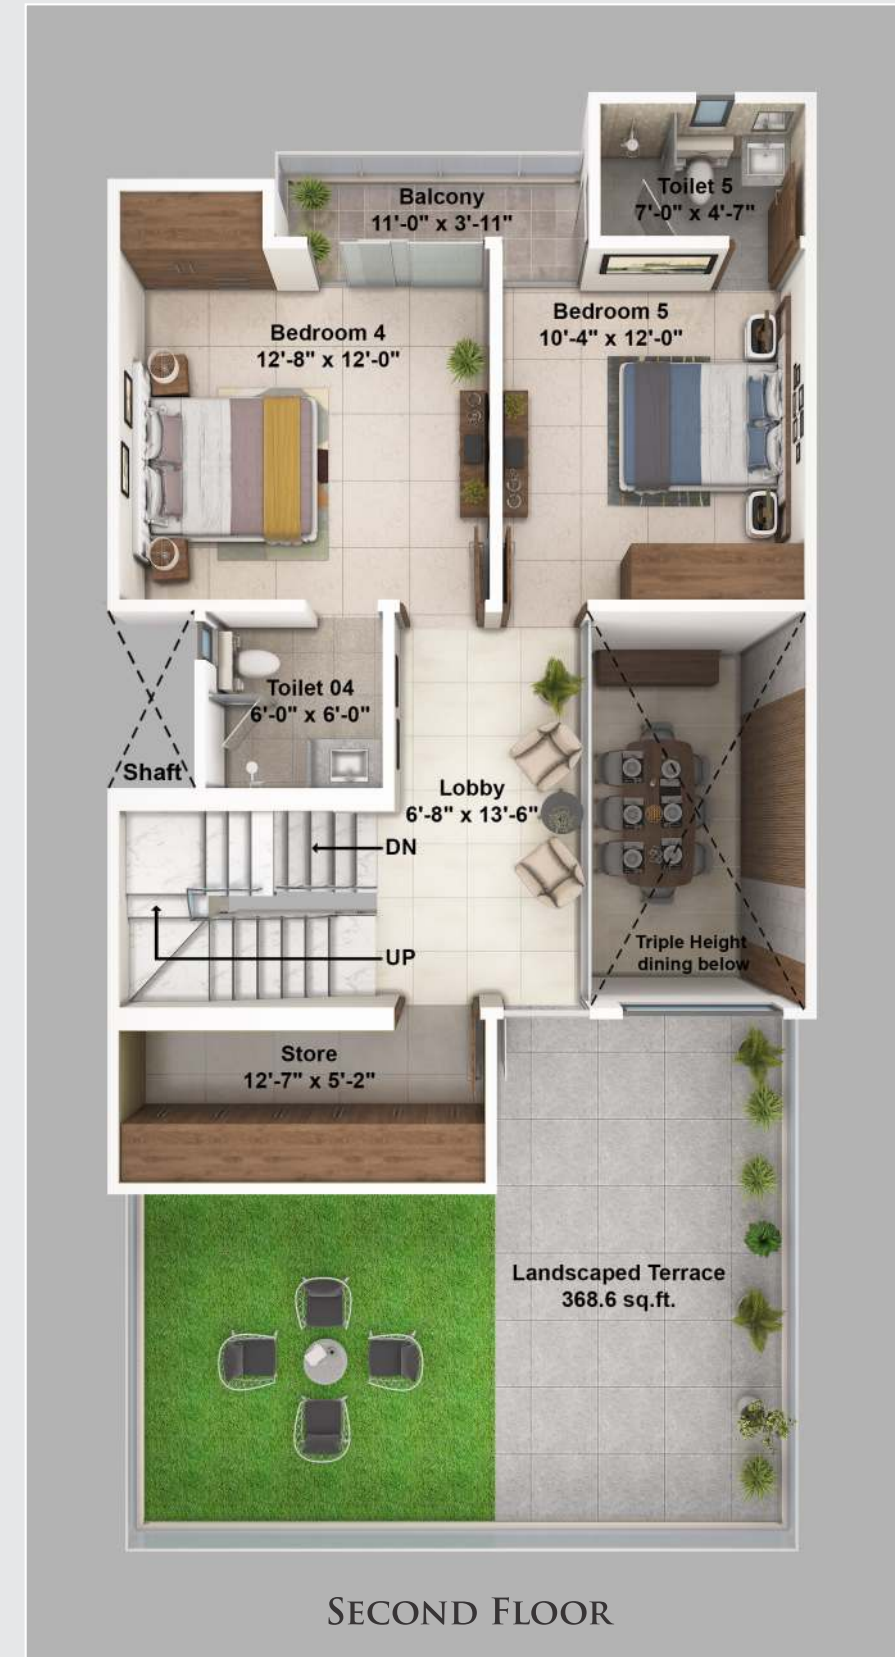 Toilet 5
7'-0" x 4'-7"
Balcony
11'-0" x 3'-11"
Bedroom 4
12'-8" x 12'-0"
Bedroom 5
10'-4" x 12'-0"
Toilet 04
6'-0" x 6'-0"
Shaft
Lobby
6'-8" x 13'-6"
DN
UP
Triple Height
dining below
Store
12'-7" x 5'-2"
Landscaped Terrace
368.6 sq.ft.
SECOND FLOOR